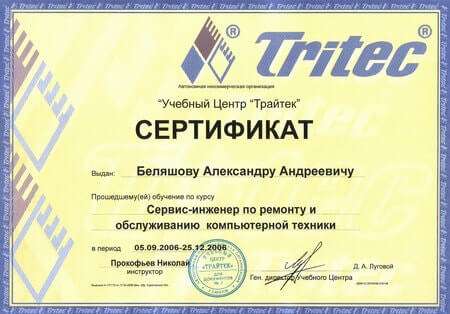 Tritec®
®
Автономная некоммерческая организация
"Учебный Центр "Трайтек"
СЕРТИФИКАТ
Выдан: Беляшову Александру Андреевичу
Прошедшему(ей) обучение по курсу
Сервис-инженер по ремонту и
обслуживанию компьютерной техники
в период 05.09.2006-25.12.2006
Прокофьев Николай
инструктор
ЦЕНТР
"ТРАЙТЕК"
ДЛЯ
ДОКУМЕНТОВ
Д. А. Луговой
Ген. директор Учебного Центра